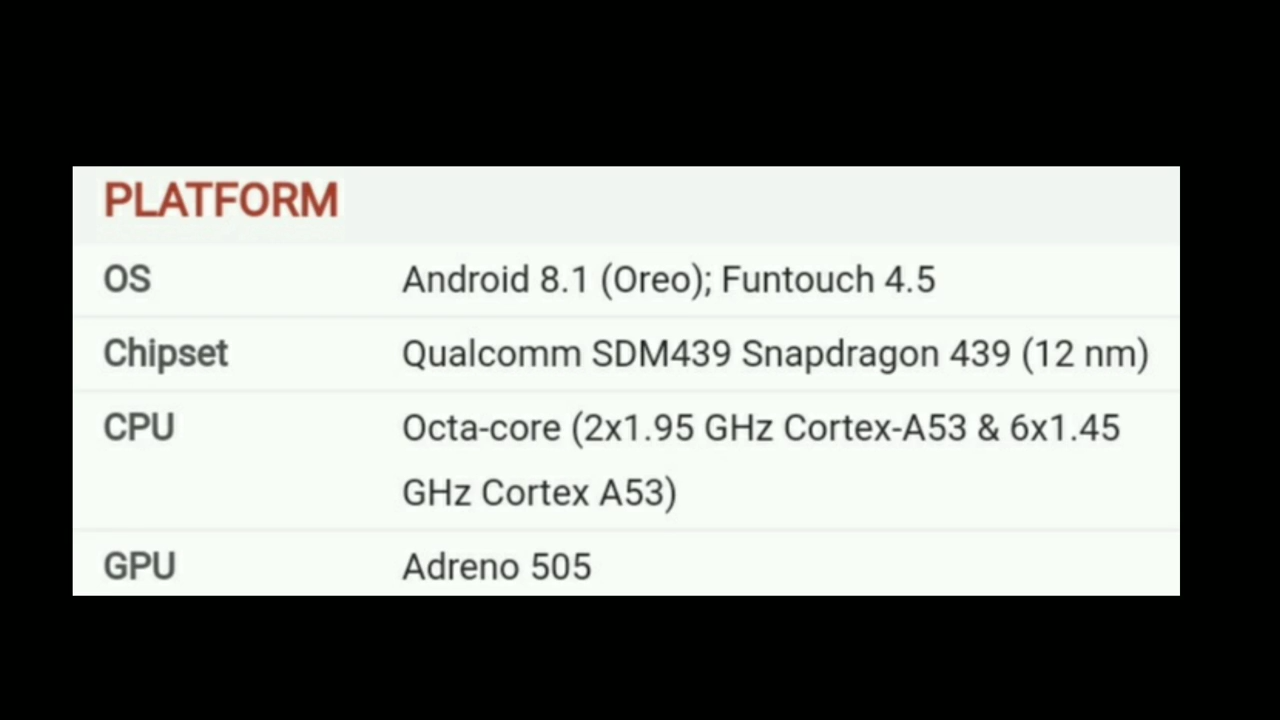 PLATFORM
OS Android 8.1 (Oreo); Funtouch 4.5
Chipset Qualcomm SDM439 Snapdragon 439 (12 nm)
CPU Octa-core (2x1.95 GHz Cortex-A53 & 6x1.45
GHz Cortex A53)
GPU Adreno 505